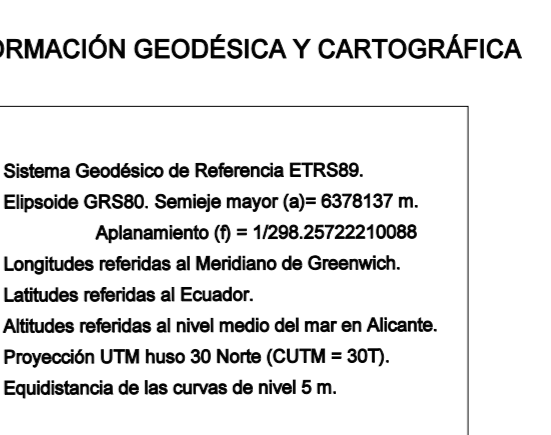 ORMACIÓN GEODÉSICA Y CARTOGRÁFICA
Sistema Geodésico de Referencia ETRS89.
Elipsoide GRS80. Semieje mayor (a)= 6378137 m.
Aplanamiento (f) = 1/298.25722210088
Longitudes referidas al Meridiano de Greenwich.
Latitudes referidas al Ecuador.
Altitudes referidas al nivel medio del mar en Alicante.
Proyección UTM huso 30 Norte (CUTM = 30T).
Equidistancia de las curvas de nivel 5 m.